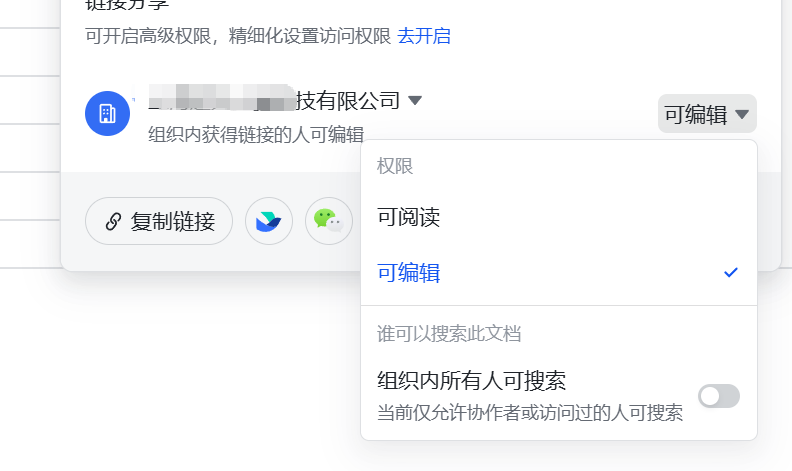 链接分享
可开启高级权限，精细化设置访问权限 去开启
技有限公司
可编辑
组织内获得链接的人可编辑
权限
可阅读
复制链接
可编辑
谁可以搜索此文档
组织内所有人可搜索
当前仅允许协作者或访问过的人可搜索